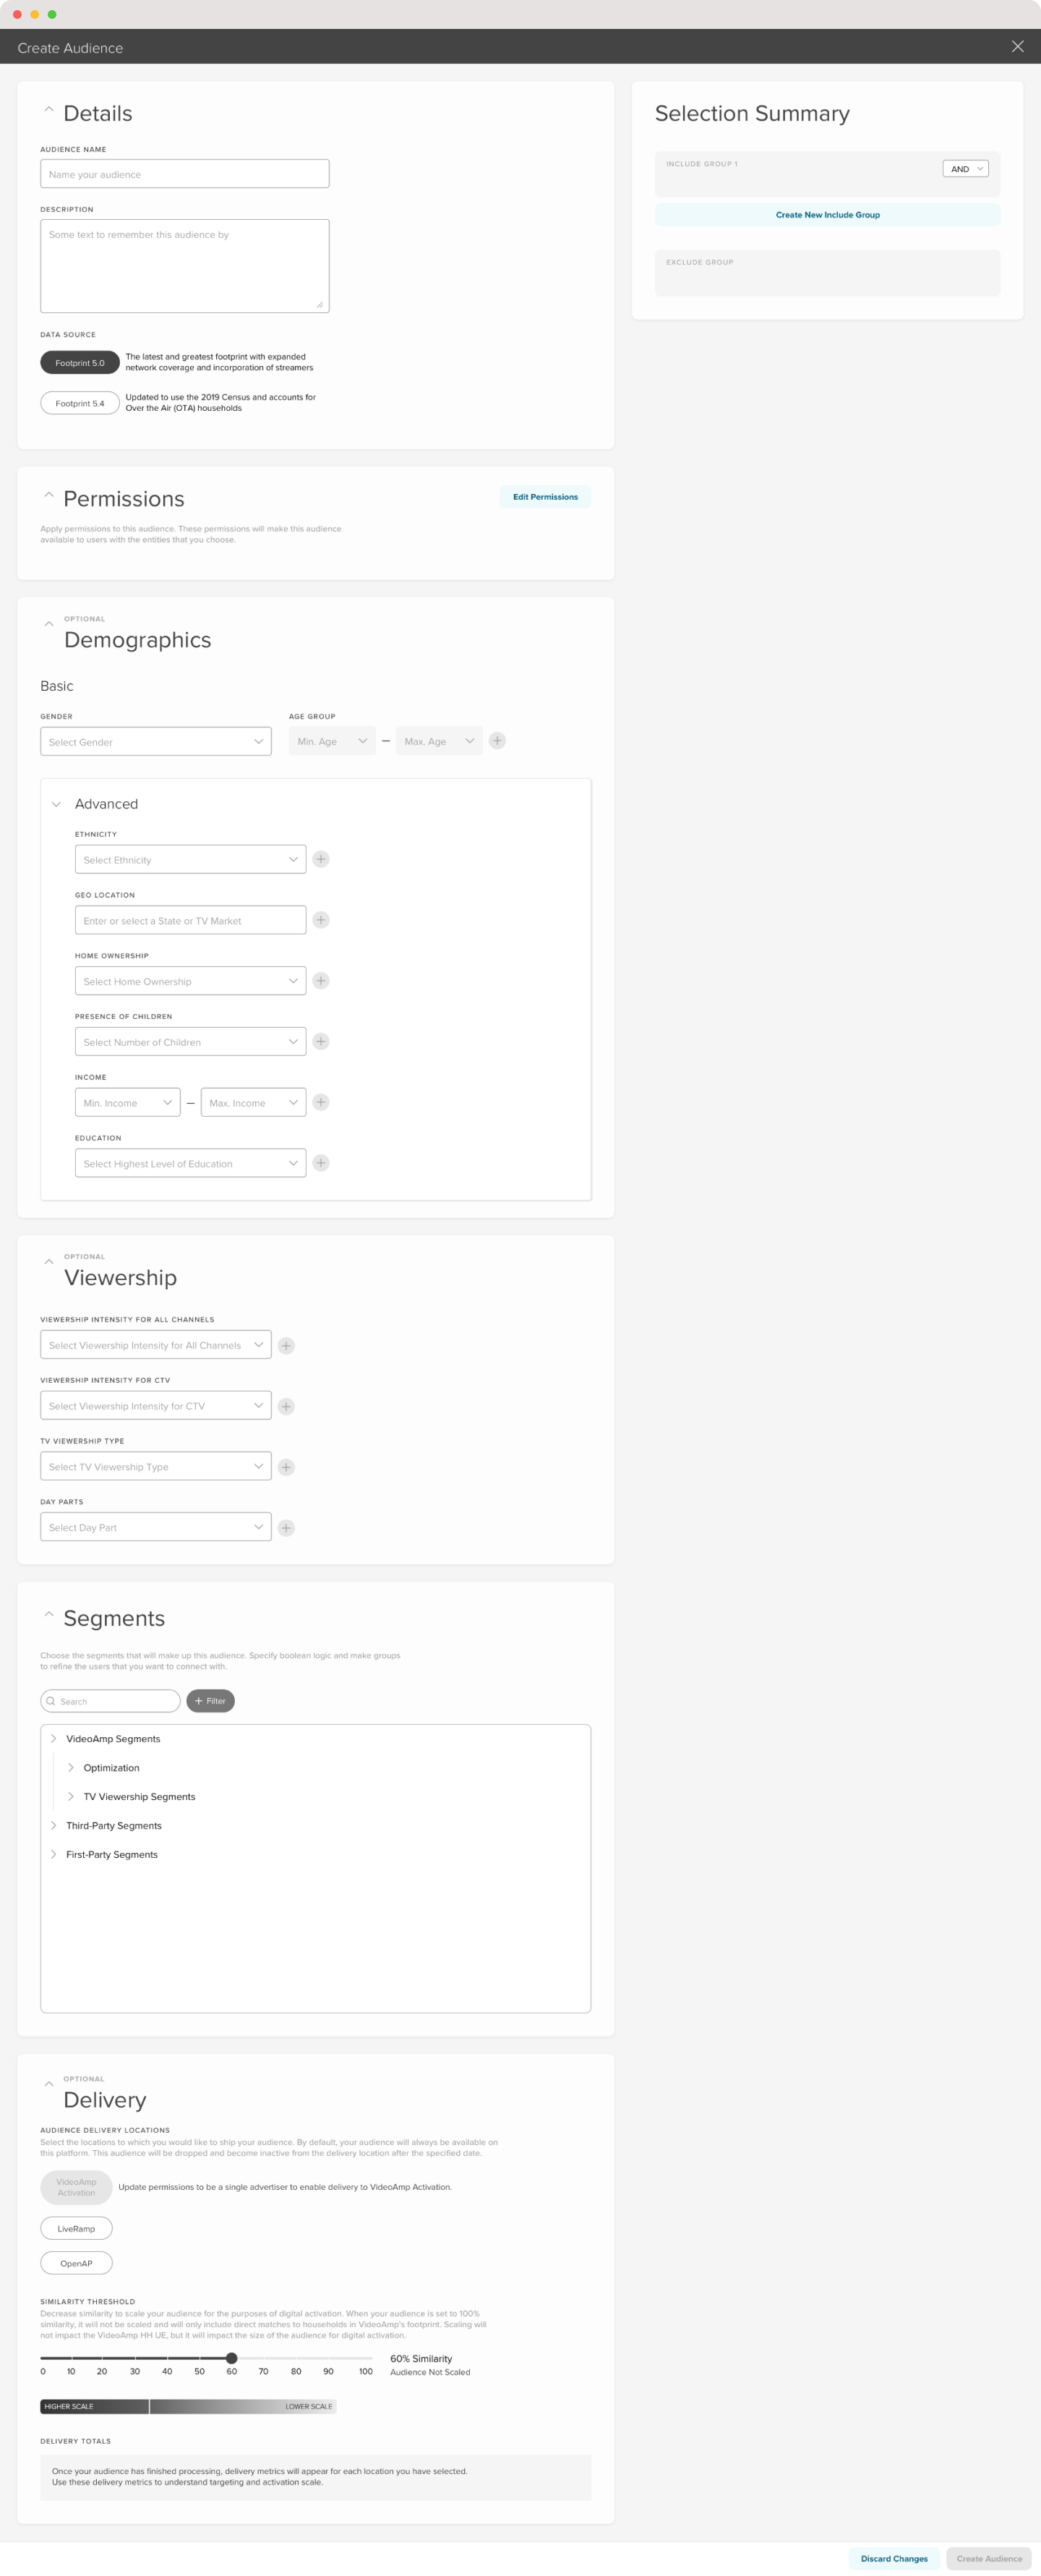 Create Audience
Details
AUDIENCE NAME
Name your audience
DESCRIPTION
Some text to remember this audience by
DATA SOURCE
Footprint 5.0
The latest and greatest footprint with expanded
network coverage and incorporation of streamers
Footprint 5.4
Updated to use the 2019 Census and accounts for
Over the Air (OTA) households
Selection Summary
INCLUDE GROUP 1
AND
Create New Include Group
EXCLUDE GROUP
Permissions
Edit Permissions
Apply permissions to this audience. These permissions will make this audience
available to users with the entities that you choose.
OPTIONAL
Demographics
Basic
GENDER
Select Gender
AGE GROUP
Min. Age
–
Max. Age
Advanced
ETHNICITY
Select Ethnicity
GEO LOCATION
Enter or select a State or TV Market
HOME OWNERSHIP
Select Home Ownership
PRESENCE OF CHILDREN
Select Number of Children
INCOME
Min. Income
–
Max. Income
EDUCATION
Select Highest Level of Education
OPTIONAL
Viewership
VIEWERSHIP INTENSITY FOR ALL CHANNELS
Select Viewership Intensity for All Channels
VIEWERSHIP INTENSITY FOR CTV
Select Viewership Intensity for CTV
TV VIEWERSHIP TYPE
Select TV Viewership Type
DAY PARTS
Select Day Part
Segments
Choose the segments that will make up this audience. Specify boolean logic and make groups
to refine the users that you want to connect with.
Search
+ Filter
VideoAmp Segments
Optimization
TV Viewership Segments
Third-Party Segments
First-Party Segments
OPTIONAL
Delivery
AUDIENCE DELIVERY LOCATIONS
Select the locations to which you would like to ship your audience. By default, your audience will always be available on
this platform. This audience will be dropped and become inactive from the delivery location after the specified date.
VideoAmp
Activation
Update permissions to be a single advertiser to enable delivery to VideoAmp Activation.
LiveRamp
OpenAP
SIMILARITY THRESHOLD
Decrease similarity to scale your audience for the purposes of digital activation. When your audience is set to 100%
similarity, it will not be scaled and will only include direct matches to households in VideoAmp's footprint. Scaling will
not impact the VideoAmp HH UE, but it will impact the size of the audience for digital activation.
0 10 20 30 40 50 60 70 80 90 100
60% Similarity
Audience Not Scaled
HIGHER SCALE
LOWER SCALE
DELIVERY TOTALS
Once your audience has finished processing, delivery metrics will appear for each location you have selected.
Use these delivery metrics to understand targeting and activation scale.
Discard Changes
Create Audience